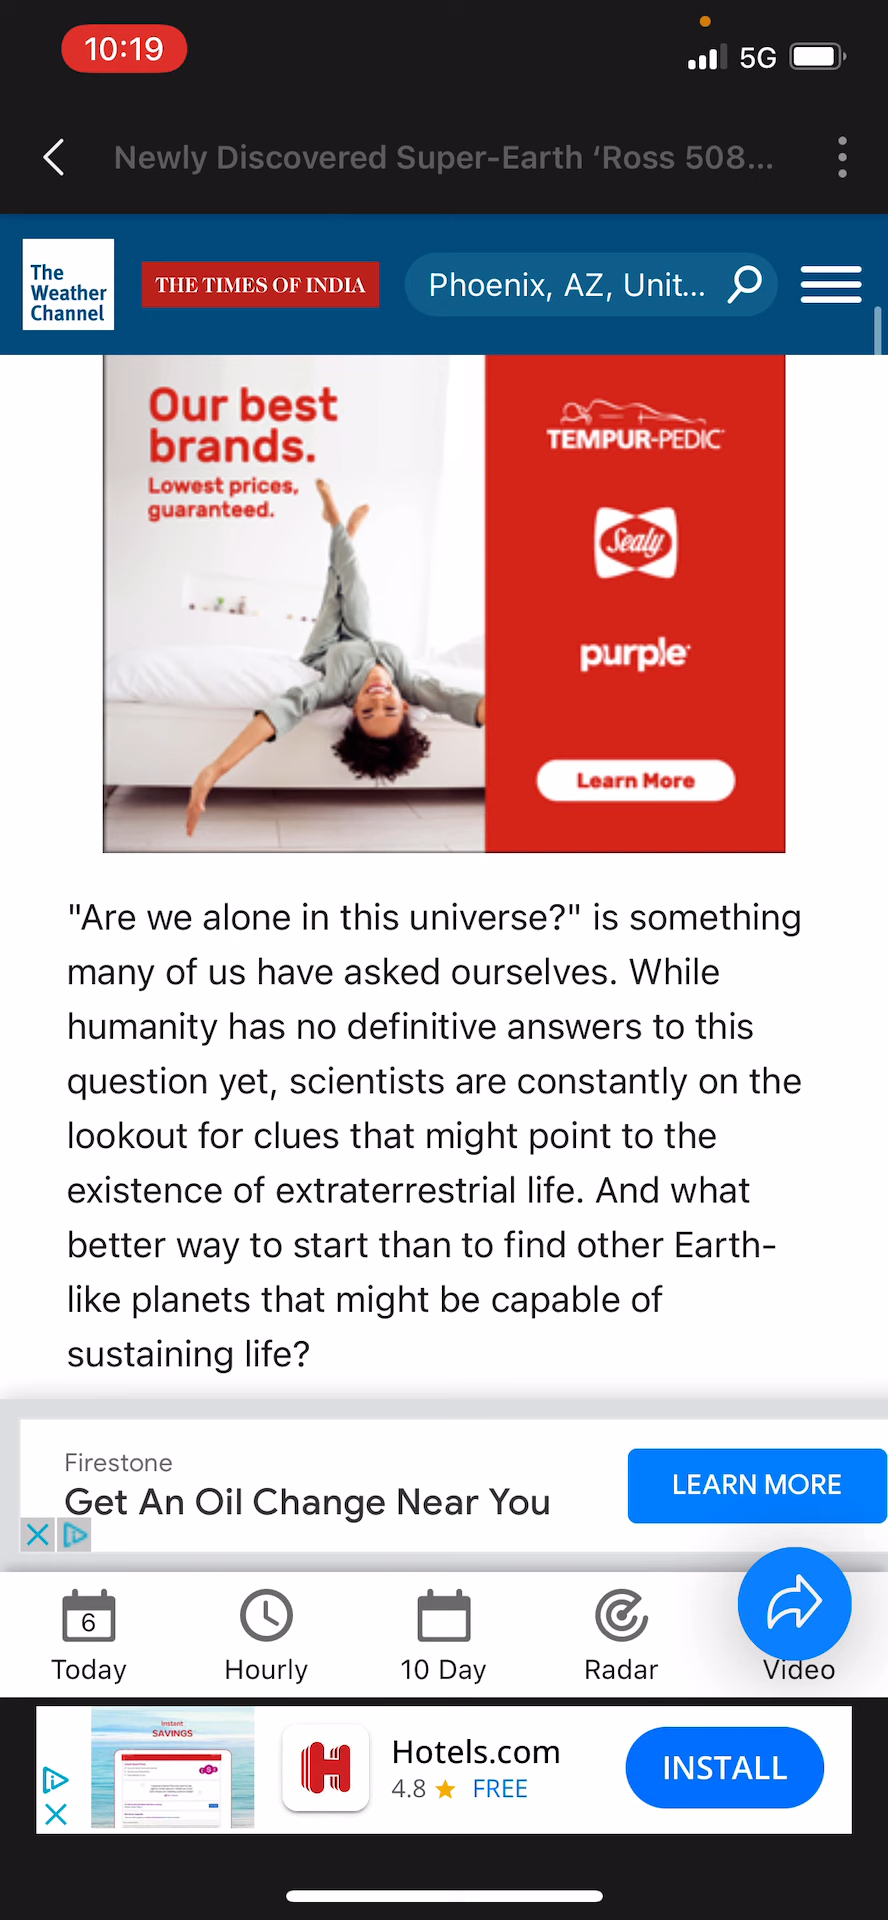 10:19
5G
Newly Discovered Super-Earth ‘Ross 508...
The
Weather
Channel
THE TIMES OF INDIA
Phoenix, AZ, Unit...
Our best
brands.
Lowest prices,
guaranteed.
TEMPUR-PEDIC
Sealy
purple
Learn More
"Are we alone in this universe?" is something
many of us have asked ourselves. While
humanity has no definitive answers to this
question yet, scientists are constantly on the
lookout for clues that might point to the
existence of extraterrestrial life. And what
better way to start than to find other Earth-
like planets that might be capable of
sustaining life?
Firestone
Get An Oil Change Near You
LEARN MORE
6
Today
Hourly
10 Day
Radar
Video
Instant
SAVINGS
Hotels.com
4.8 ★ FREE
INSTALL